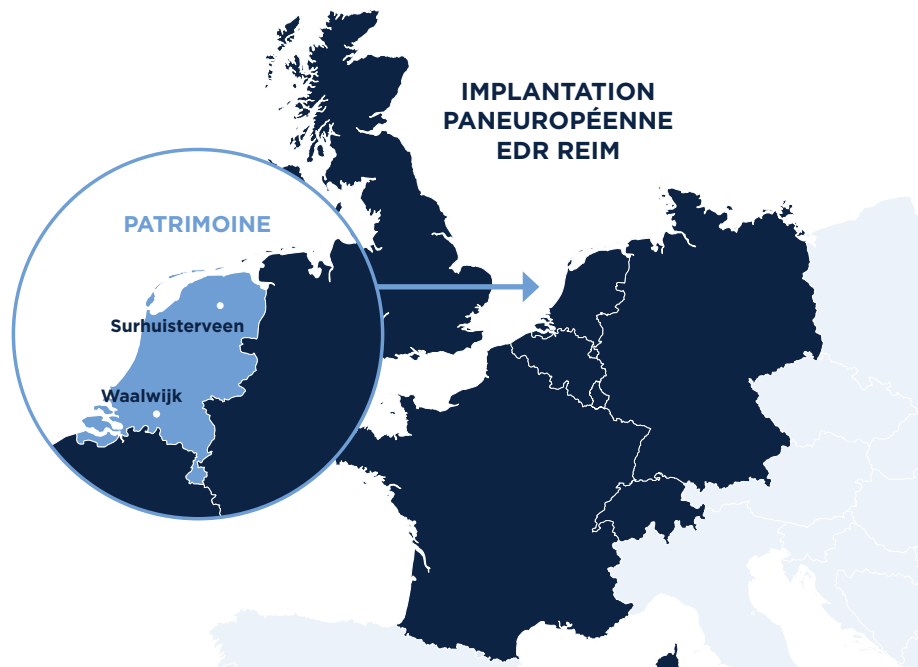 IMPLANTATION
PANEUROPÉENNE
EDR REIM
PATRIMOINE
Surhuisterveen
Waalwijk